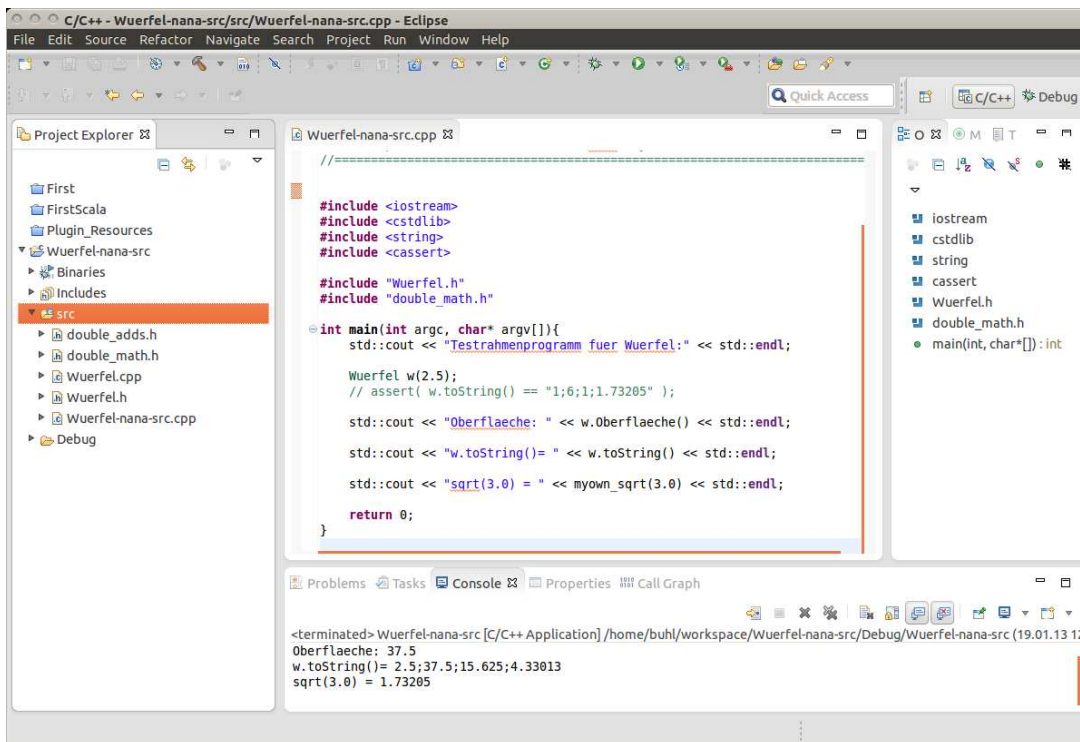 C/C++ - Wuerfel-nana-src/src/Wuerfel-nana-src.cpp - Eclipse
File Edit Source Refactor Navigate Search Project Run Window Help
Quick Access
C/C++
Debug
Project Explorer
First
FirstScala
Plugin_Resources
Wuerfel-nana-src
Binaries
Includes
src
double_adds.h
double_math.h
Wuerfel.cpp
Wuerfel.h
Wuerfel-nana-src.cpp
Debug
Wuerfel-nana-src.cpp
//=========================================================================
#include <iostream>
#include <cstdlib>
#include <string>
#include <cassert>
#include "Wuerfel.h"
#include "double_math.h"
int main(int argc, char* argv[]){
std::cout << "Testrahmenprogramm fuer Wuerfel:" << std::endl;
Wuerfel w(2.5);
// assert( w.toString() == "1;6;1;1.73205" );
std::cout << "Oberflaeche: " << w.Oberflaeche() << std::endl;
std::cout << "w.toString()= " << w.toString() << std::endl;
std::cout << "sqrt(3.0) = " << myown_sqrt(3.0) << std::endl;
return 0;
}
O M T
iostream
cstdlib
string
cassert
Wuerfel.h
double_math.h
main(int, char*[]) : int
Problems Tasks Console Properties Call Graph
<terminated> Wuerfel-nana-src [C/C++ Application] /home/buhl/workspace/Wuerfel-nana-src/Debug/Wuerfel-nana-src (19.01.13 12
Oberflaeche: 37.5
w.toString()= 2.5;37.5;15.625;4.33013
sqrt(3.0) = 1.73205